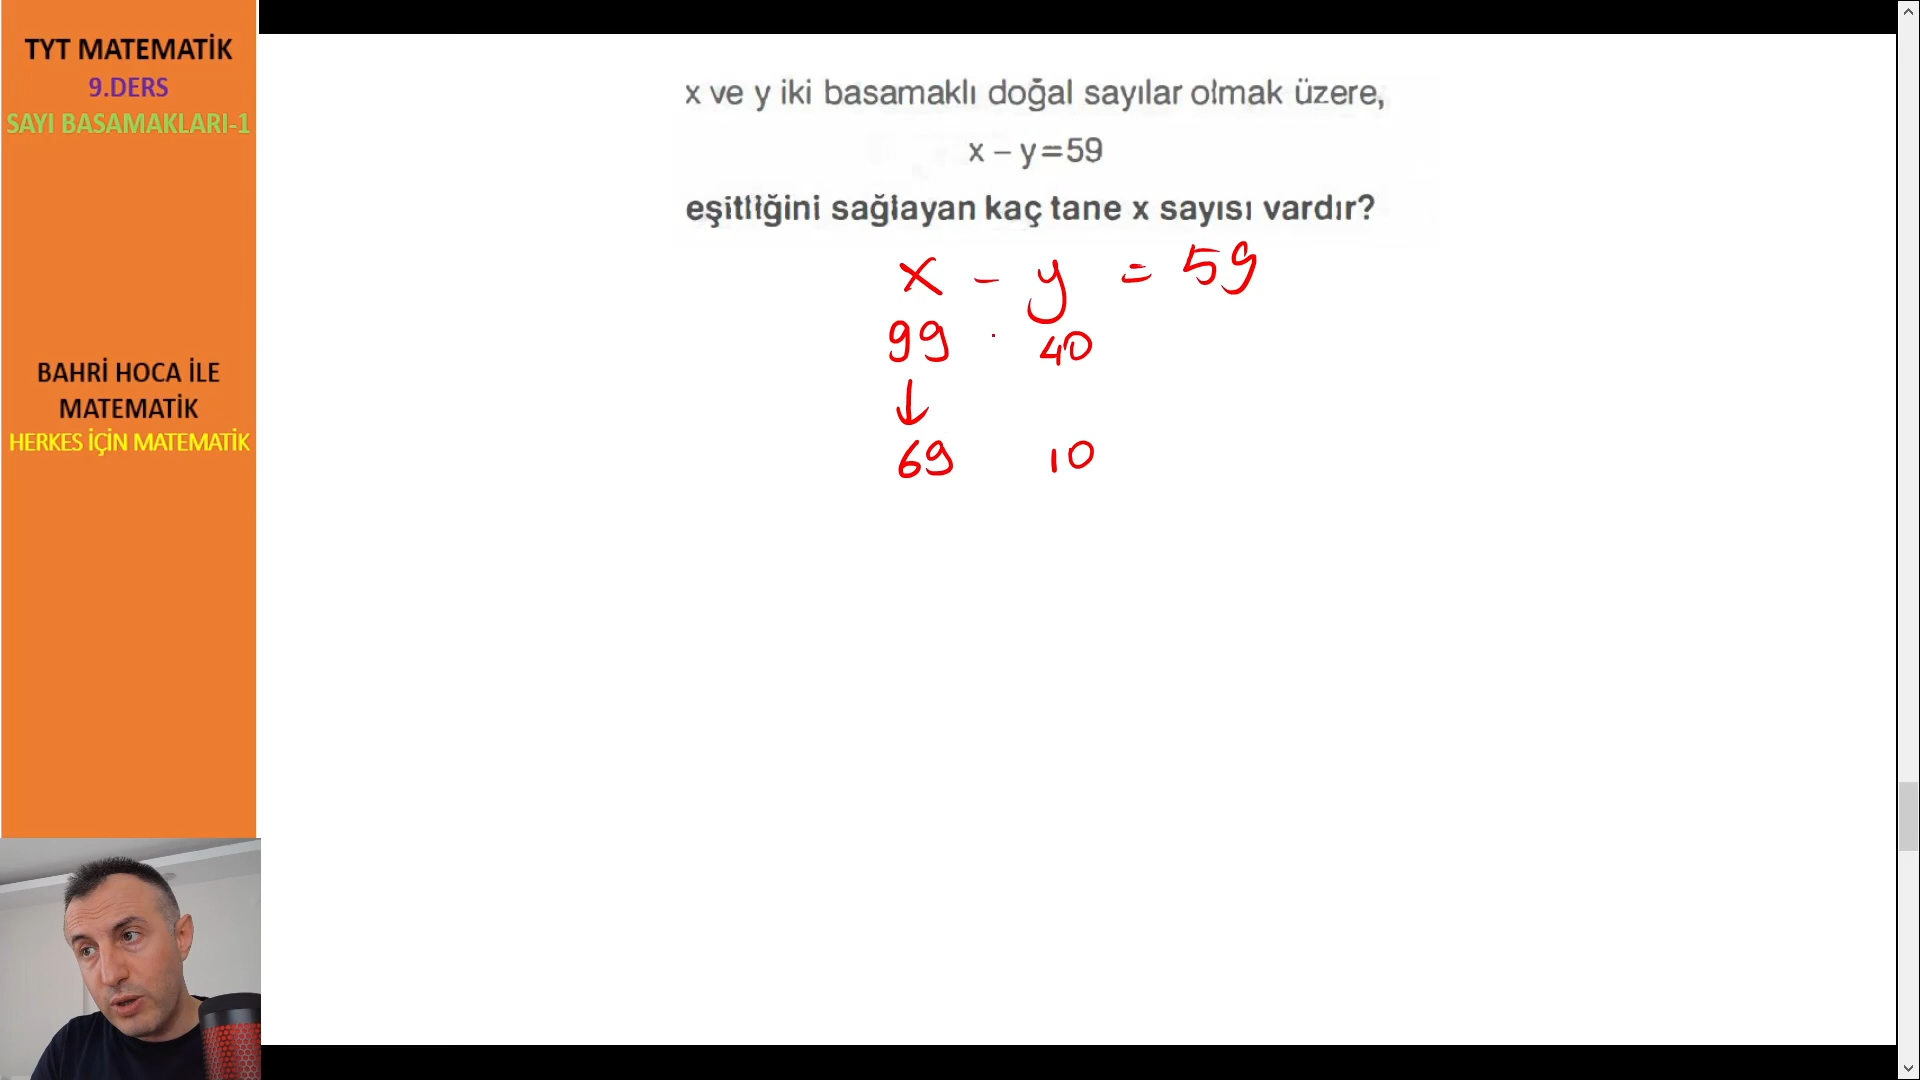 TYT MATEMATİK
9.DERS
SAYI BASAMAKLARI-1
BAHRİ HOCA İLE
MATEMATİK
HERKES İÇİN MATEMATİK
x ve y iki basamaklı doğal sayılar olmak üzere,
x – y=59
eşitliğini sağlayan kaç tane x sayısı vardır?
x - y = 59
99 40
↓
69 10